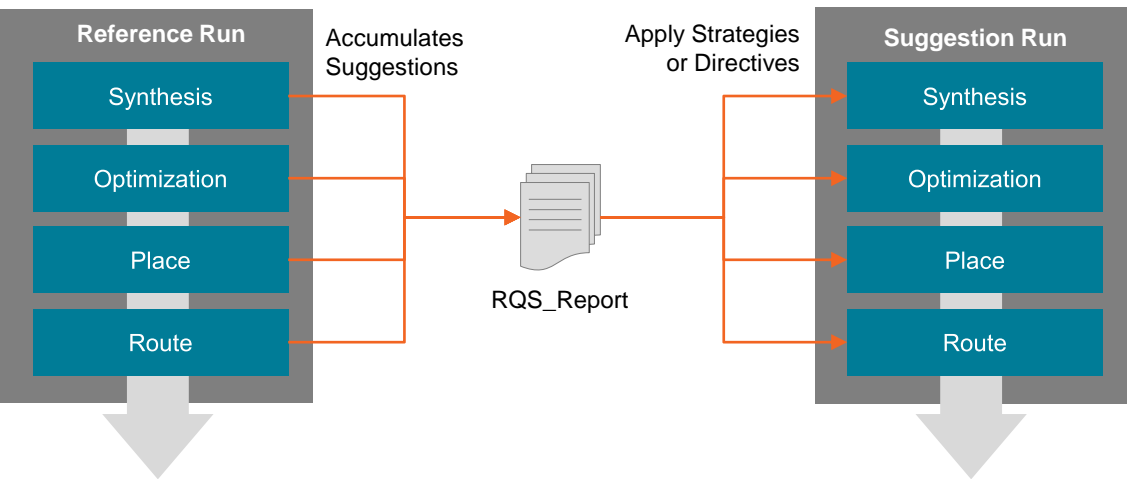 Reference Run
Synthesis
Optimization
Place
Route
Accumulates
Suggestions
RQS_Report
Apply Strategies
or Directives
Suggestion Run
Synthesis
Optimization
Place
Route